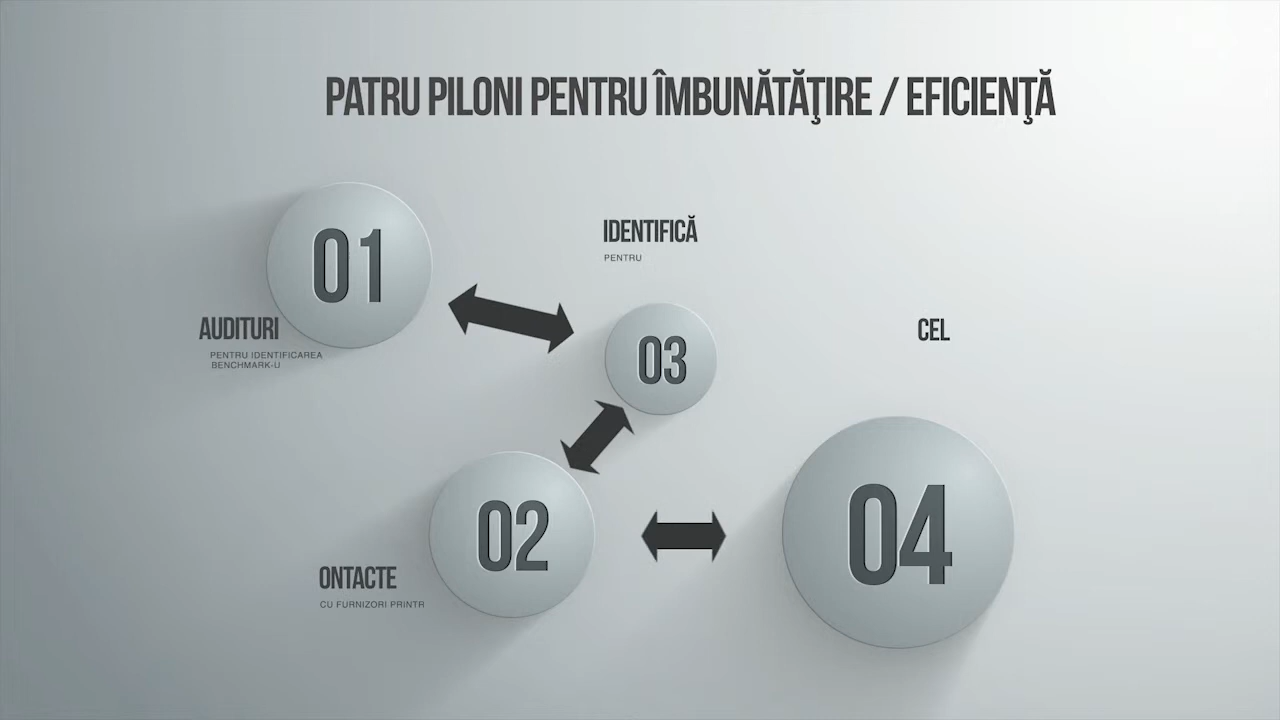 PATRU PILONI PENTRU ÎMBUNĂTĂŢIRE / EFICIENŢĂ
01
AUDITURI
PENTRU IDENTIFICAREA
BENCHMARK-U
IDENTIFICĂ
PENTRU
03
CEL
02
ONTACTE
CU FURNIZORI PRINTR
04